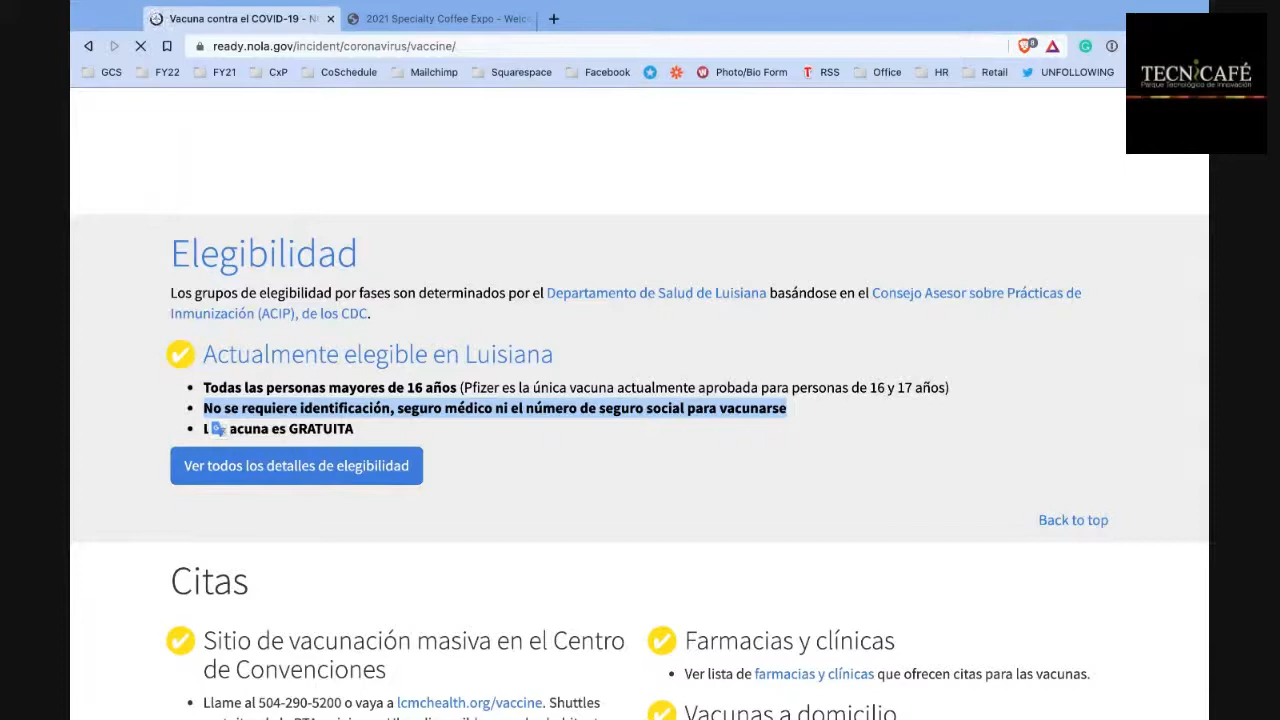 Vacuna contra el COVID-19 - N
2021 Specialty Coffee Expo - Welc
ready.nola.gov/incident/coronavirus/vaccine/
8
GCS FY22 FY21 CxP CoSchedule Mailchimp Squarespace Facebook Photo/Bio Form RSS Office HR Retail UNFOLLOWING
TECNiCAFÉ
Parque Tecnológico de Innovación
Elegibilidad
Los grupos de elegibilidad por fases son determinados por el Departamento de Salud de Luisiana basándose en el Consejo Asesor sobre Prácticas de
Inmunización (ACIP), de los CDC.
Actualmente elegible en Luisiana
• Todas las personas mayores de 16 años (Pfizer es la única vacuna actualmente aprobada para personas de 16 y 17 años)
• No se requiere identificación, seguro médico ni el número de seguro social para vacunarse
• L acuna es GRATUITA
Ver todos los detalles de elegibilidad
Back to top
Citas
Sitio de vacunación masiva en el Centro
de Convenciones
• Llame al 504-290-5200 o vaya a lcmchealth.org/vaccine. Shuttles
Farmacias y clínicas
• Ver lista de farmacias y clínicas que ofrecen citas para las vacunas.
Vacunas a domicilio